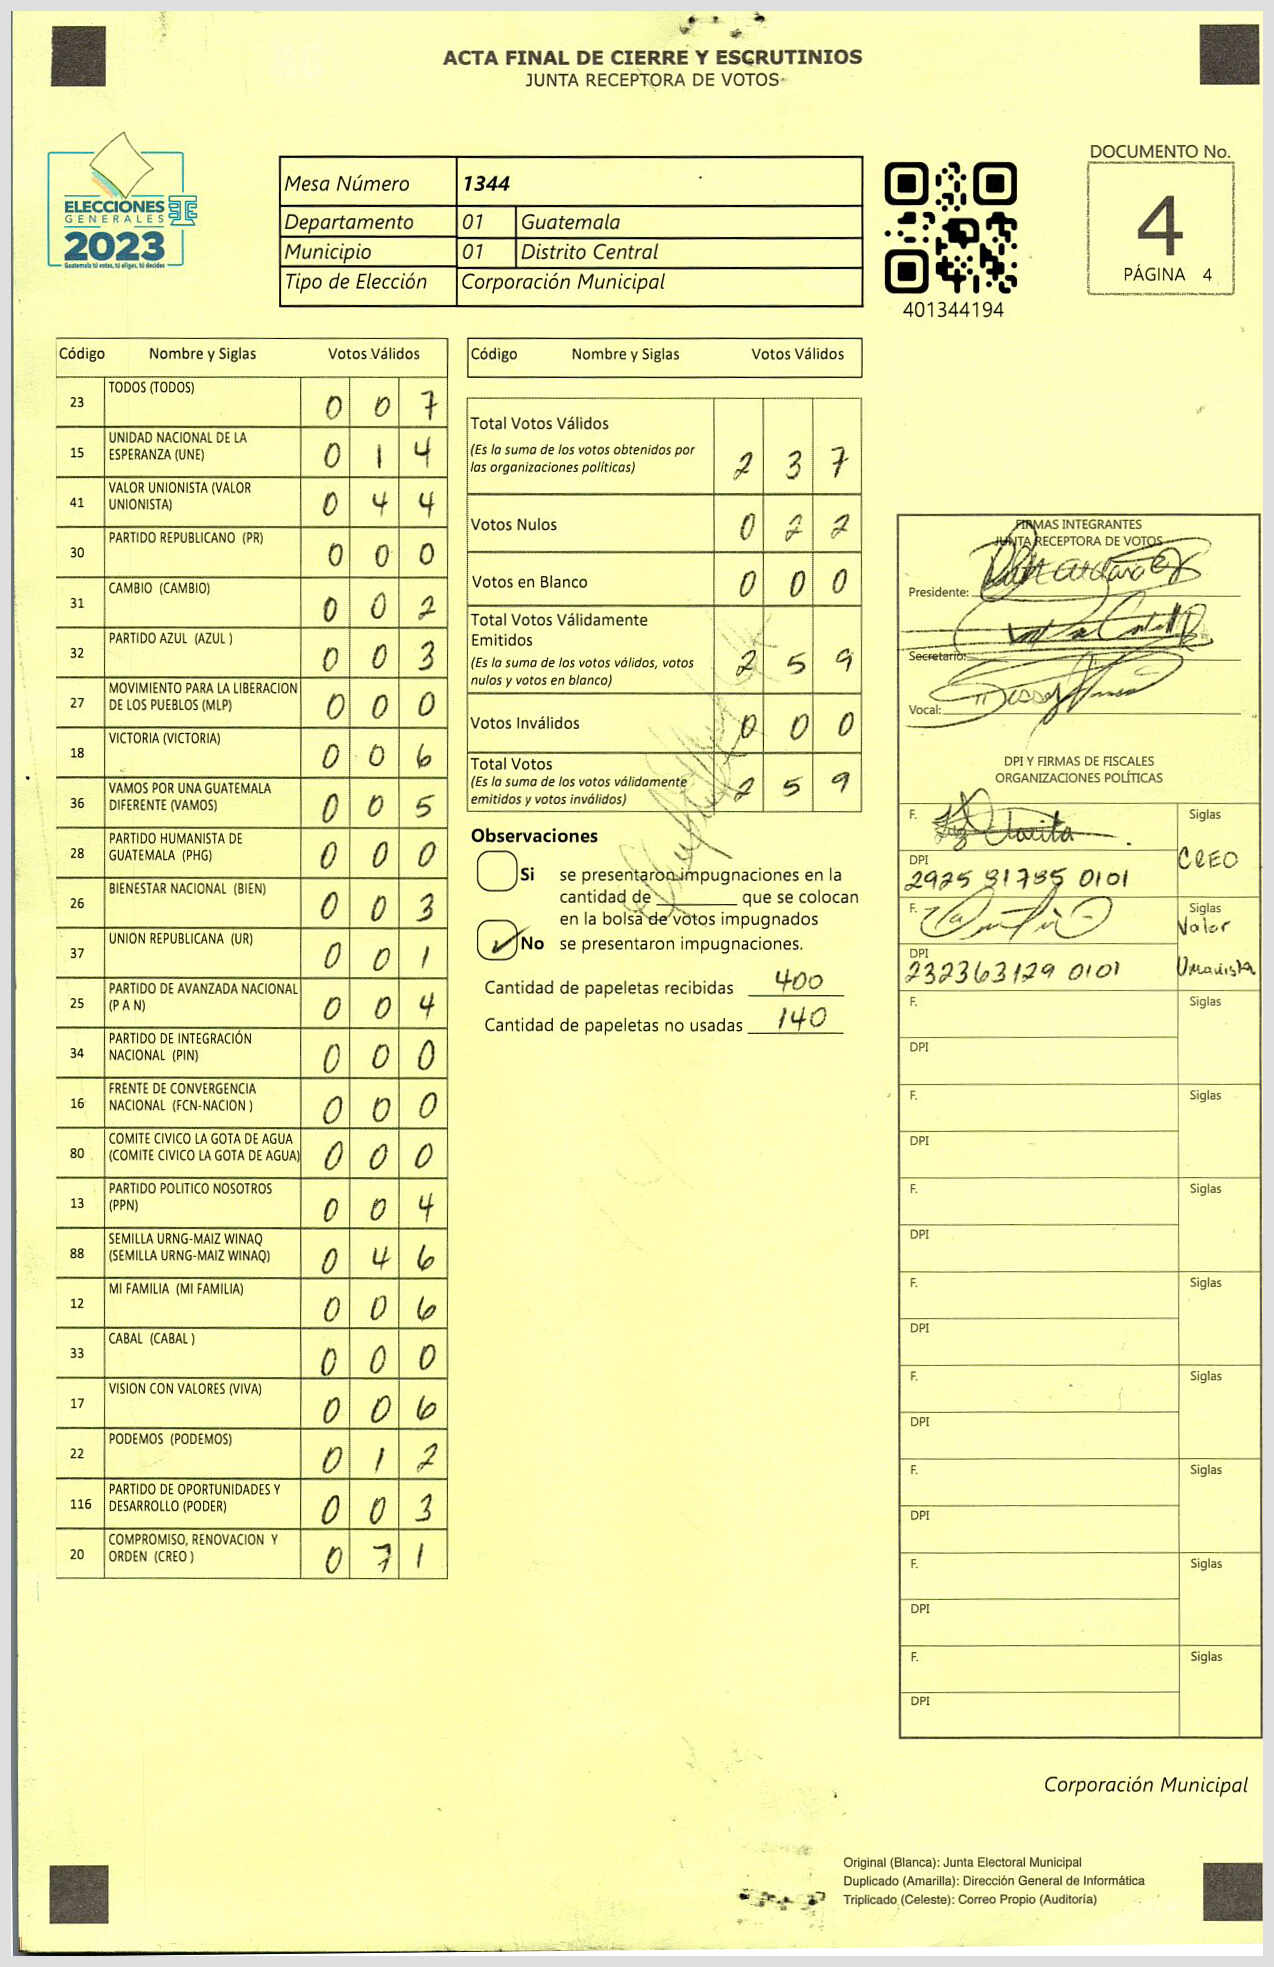 ACTA FINAL DE CIERRE Y ESCRUTINIOS
JUNTA RECEPTORA DE VOTOS
ELECCIONES
GENERALES
2023
Guatemala tú votas, tú eliges, tú decides
Mesa Número 1344
Departamento 01 Guatemala
Municipio 01 Distrito Central
Tipo de Elección Corporación Municipal
401344194
DOCUMENTO No.
4
PÁGINA 4
Código Nombre y Siglas Votos Válidos
23 TODOS (TODOS) 0 0 7
15 UNIDAD NACIONAL DE LA
ESPERANZA (UNE) 0 1 4
41 VALOR UNIONISTA (VALOR
UNIONISTA) 0 4 4
30 PARTIDO REPUBLICANO (PR) 0 0 0
31 CAMBIO (CAMBIO) 0 0 2
32 PARTIDO AZUL (AZUL ) 0 0 3
27 MOVIMIENTO PARA LA LIBERACION
DE LOS PUEBLOS (MLP) 0 0 0
18 VICTORIA (VICTORIA) 0 0 6
36 VAMOS POR UNA GUATEMALA
DIFERENTE (VAMOS) 0 0 5
28 PARTIDO HUMANISTA DE
GUATEMALA (PHG) 0 0 0
26 BIENESTAR NACIONAL (BIEN) 0 0 3
37 UNION REPUBLICANA (UR) 0 0 1
25 PARTIDO DE AVANZADA NACIONAL
(P A N) 0 0 4
34 PARTIDO DE INTEGRACIÓN
NACIONAL (PIN) 0 0 0
16 FRENTE DE CONVERGENCIA
NACIONAL (FCN-NACION ) 0 0 0
80 COMITE CIVICO LA GOTA DE AGUA
(COMITE CIVICO LA GOTA DE AGUA) 0 0 0
13 PARTIDO POLITICO NOSOTROS
(PPN) 0 0 4
88 SEMILLA URNG-MAIZ WINAQ
(SEMILLA URNG-MAIZ WINAQ) 0 4 6
12 MI FAMILIA (MI FAMILIA) 0 0 6
33 CABAL (CABAL ) 0 0 0
17 VISION CON VALORES (VIVA) 0 0 6
22 PODEMOS (PODEMOS) 0 1 2
116 PARTIDO DE OPORTUNIDADES Y
DESARROLLO (PODER) 0 0 3
20 COMPROMISO, RENOVACION Y
ORDEN (CREO ) 0 7 1
Código Nombre y Siglas Votos Válidos
Total Votos Válidos
(Es la suma de los votos obtenidos por
las organizaciones políticas) 2 3 7
Votos Nulos 0 2 2
Votos en Blanco 0 0 0
Total Votos Válidamente
Emitidos
(Es la suma de los votos válidos, votos
nulos y votos en blanco) 2 5 9
Votos Inválidos 0 0 0
Total Votos
(Es la suma de los votos válidamente
emitidos y votos inválidos) 2 5 9
Observaciones
Si se presentaron impugnaciones en la
cantidad de ________ que se colocan
en la bolsa de votos impugnados
No se presentaron impugnaciones.
Cantidad de papeletas recibidas 400
Cantidad de papeletas no usadas 140
FIRMAS INTEGRANTES
JUNTA RECEPTORA DE VOTOS
Presidente:
Secretario:
Vocal:
DPI Y FIRMAS DE FISCALES
ORGANIZACIONES POLÍTICAS
F. Siglas
CREO
DPI
2925 81785 0101
F. Siglas
Valor
DPI
232363129 0101 Unionista
F. Siglas
DPI
F. Siglas
DPI
F. Siglas
DPI
F. Siglas
DPI
F. Siglas
DPI
F. Siglas
DPI
F. Siglas
DPI
F. Siglas
DPI
Corporación Municipal
Original (Blanca): Junta Electoral Municipal
Duplicado (Amarilla): Dirección General de Informática
Triplicado (Celeste): Correo Propio (Auditoría)